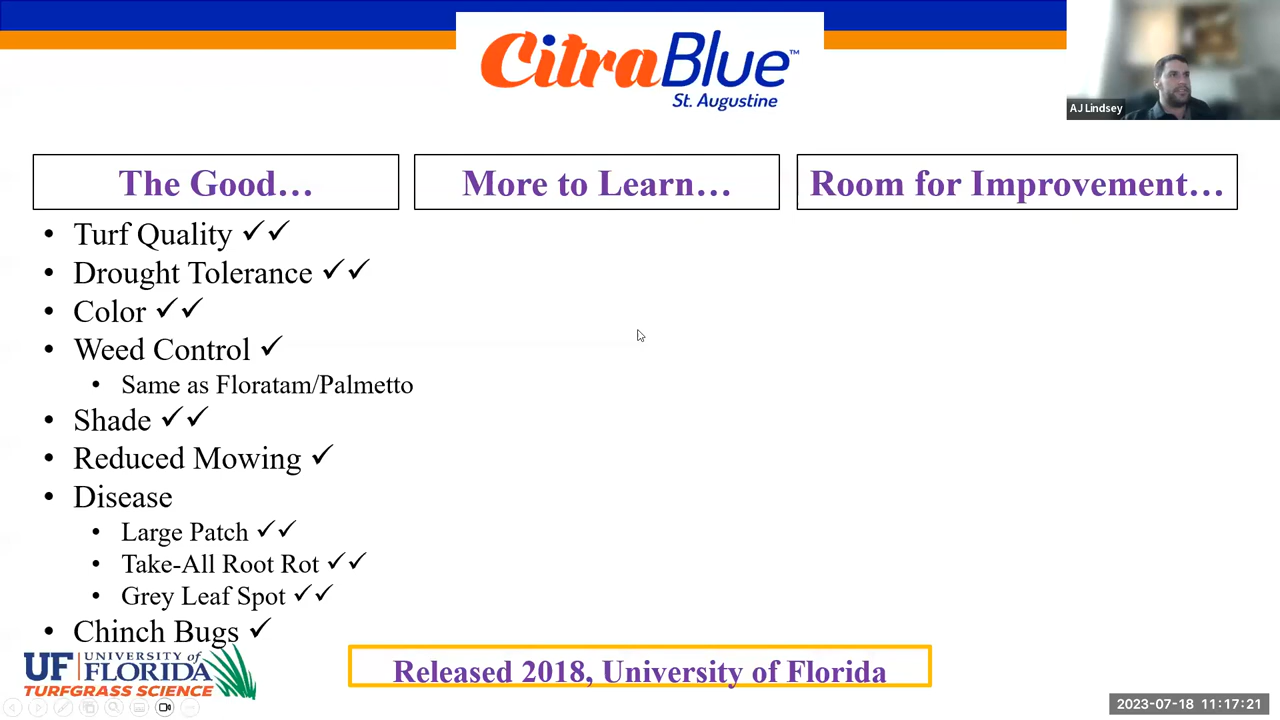 CitraBlue™
St. Augustine
AJ Lindsey
The Good…
More to Learn…
Room for Improvement…
• Turf Quality ✓✓
• Drought Tolerance ✓✓
• Color ✓✓
• Weed Control ✓
• Same as Floratam/Palmetto
• Shade ✓✓
• Reduced Mowing ✓
• Disease
• Large Patch ✓✓
• Take-All Root Rot ✓✓
• Grey Leaf Spot ✓✓
• Chinch Bugs ✓
UF | UNIVERSITY of
FLORIDA
TURFGRASS SCIENCE
Released 2018, University of Florida
2023-07-18 11:17:21